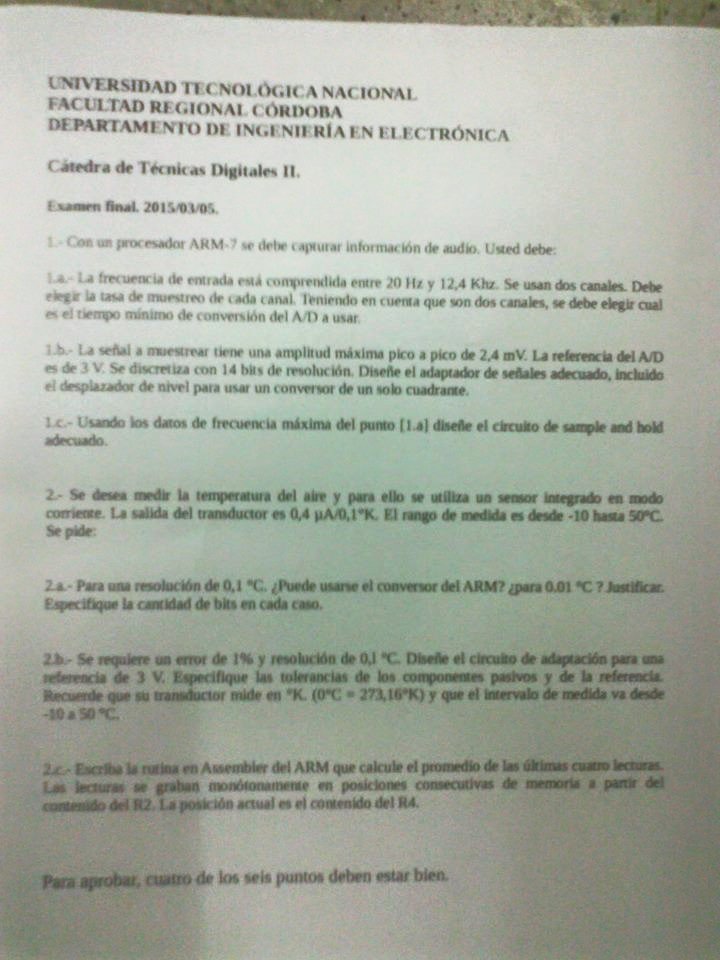 UNIVERSIDAD TECNOLÓGICA NACIONAL
FACULTAD REGIONAL CÓRDOBA
DEPARTAMENTO DE INGENIERÍA EN ELECTRÓNICA
Cátedra de Técnicas Digitales II.
Examen final. 2015/03/05.
1.- Con un procesador ARM-7 se debe capturar información de audio. Usted debe:
1.a.- La frecuencia de entrada está comprendida entre 20 Hz y 12,4 Khz. Se usan dos canales. Debe
elegir la tasa de muestreo de cada canal. Teniendo en cuenta que son dos canales, se debe elegir cual
es el tiempo mínimo de conversión del A/D a usar.
1.b.- La señal a muestrear tiene una amplitud máxima pico a pico de 2,4 mV. La referencia del A/D
es de 3 V. Se discretiza con 14 bits de resolución. Diseñe el adaptador de señales adecuado, incluido
el desplazador de nivel para usar un conversor de un solo cuadrante.
1.c.- Usando los datos de frecuencia máxima del punto [1.a] diseñe el circuito de sample and hold
adecuado.
2.- Se desea medir la temperatura del aire y para ello se utiliza un sensor integrado en modo
corriente. La salida del transductor es 0,4 µA/0,1°K. El rango de medida es desde -10 hasta 50°C.
Se pide:
2.a.- Para una resolución de 0,1 °C. ¿Puede usarse el conversor del ARM? ¿para 0.01 °C ? Justificar.
Especifique la cantidad de bits en cada caso.
2.b.- Se requiere un error de 1% y resolución de 0,1 °C. Diseñe el circuito de adaptación para una
referencia de 3 V. Especifique las tolerancias de los componentes pasivos y de la referencia.
Recuerde que su transductor mide en °K. (0°C = 273,16°K) y que el intervalo de medida va desde
-10 a 50 °C.
2.c.- Escriba la rutina en Assembler del ARM que calcule el promedio de las últimas cuatro lecturas.
Las lecturas se graban monótonamente en posiciones consecutivas de memoria a partir del
contenido del R2. La posición actual es el contenido del R4.
Para aprobar, cuatro de los seis puntos deben estar bien.